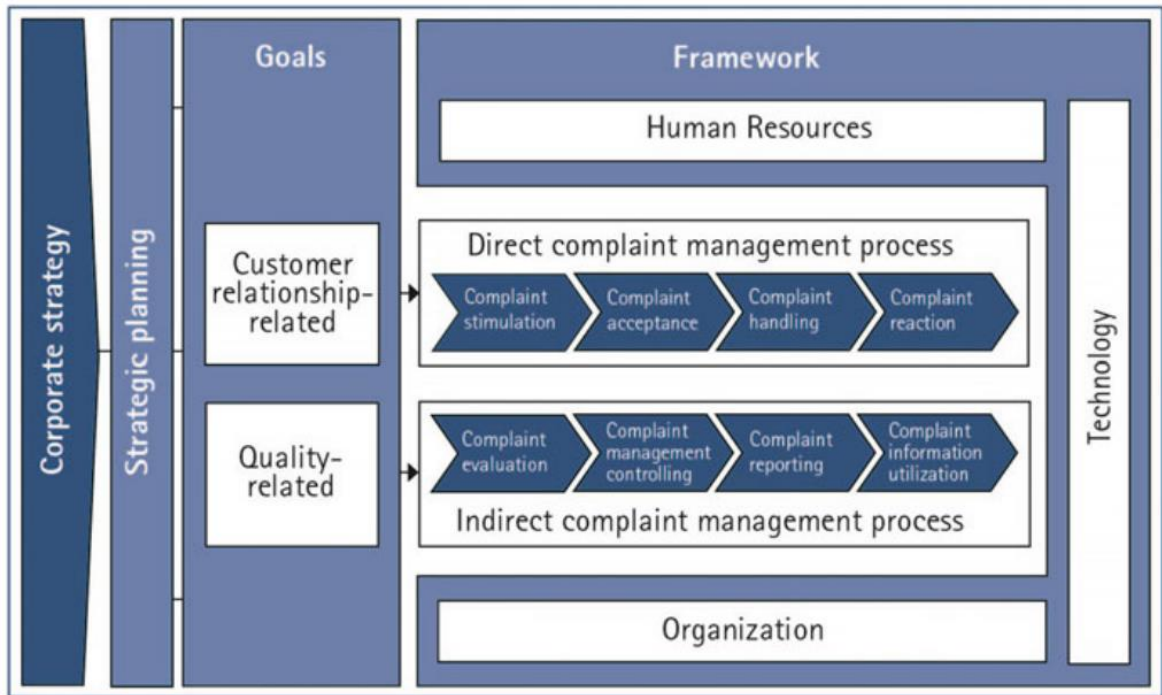 Corporate strategy
Strategic planning
Goals
Customer
relationship-
related
Quality-
related
Framework
Human Resources
Direct complaint management process
Complaint
stimulation
Complaint
acceptance
Complaint
handling
Complaint
reaction
Complaint
evaluation
Complaint
management
controlling
Complaint
reporting
Complaint
information
utilization
Indirect complaint management process
Organization
Technology